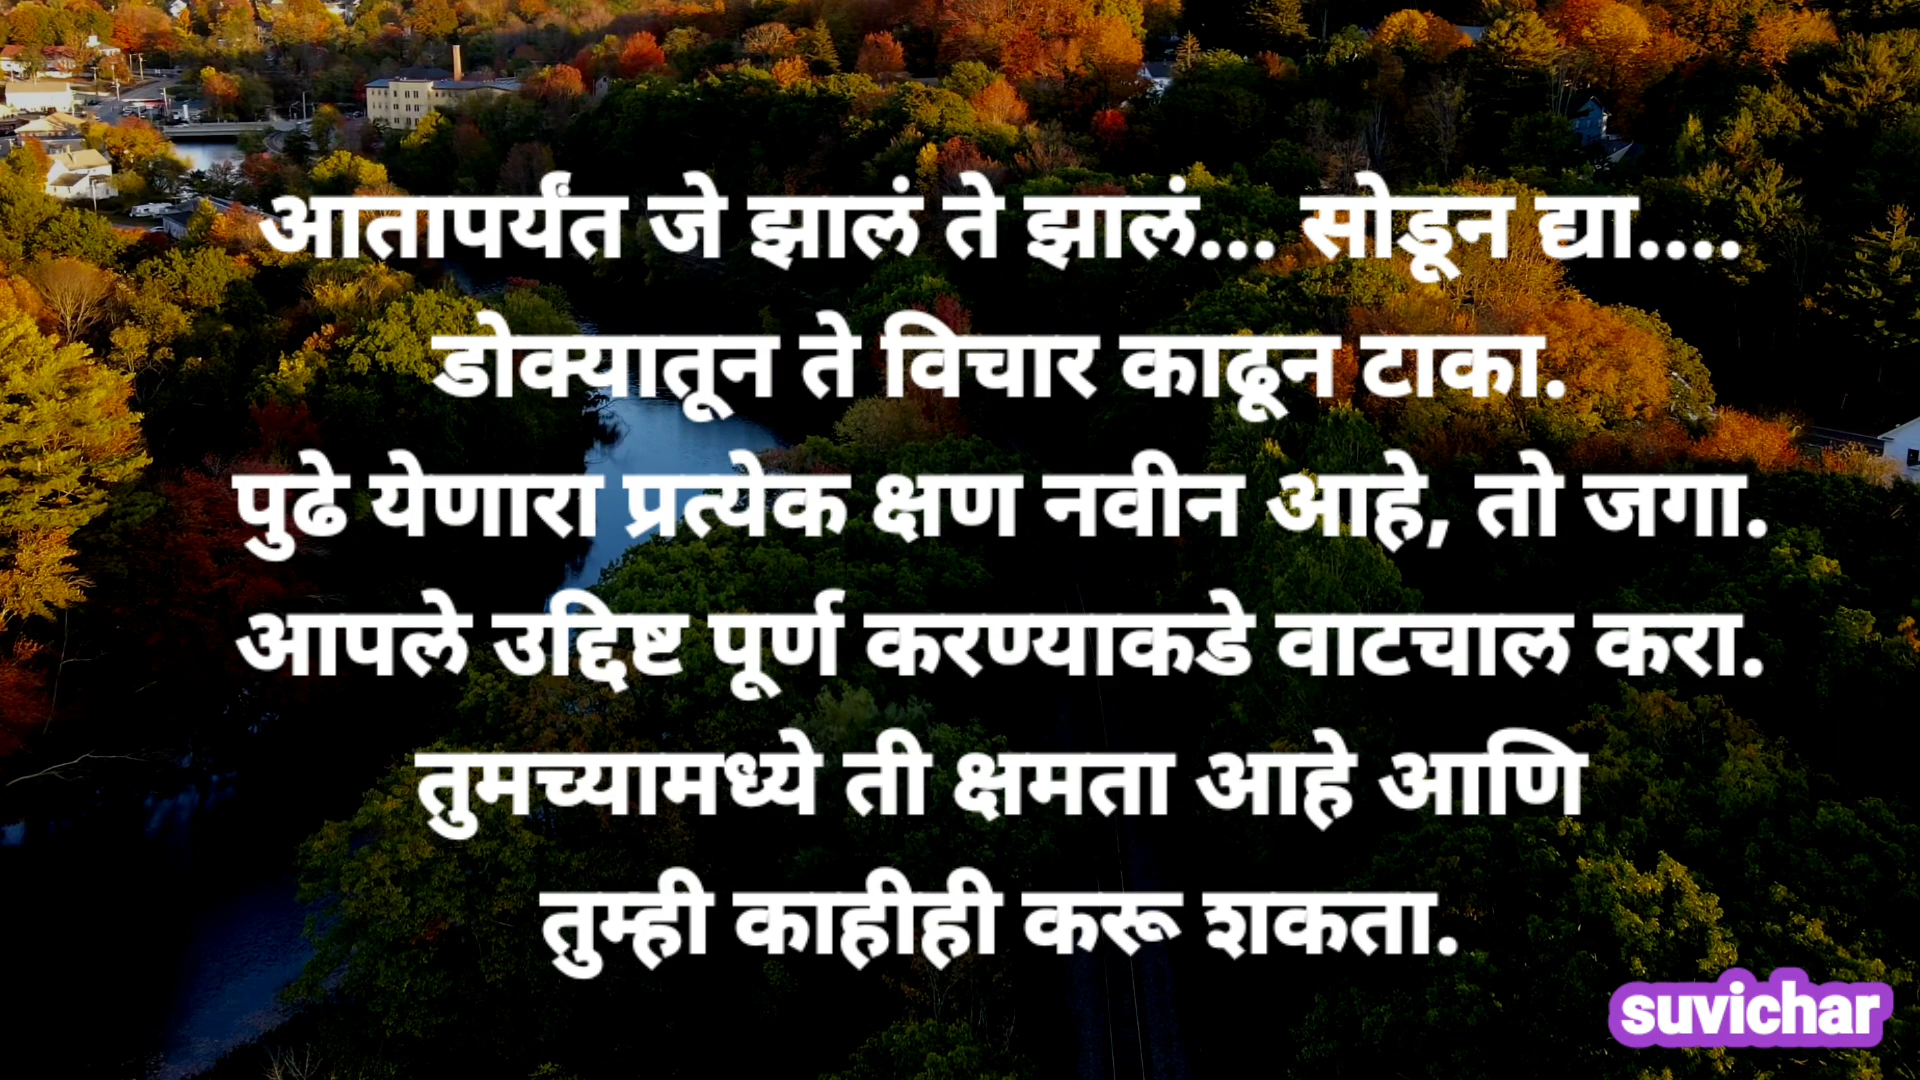 आतापर्यंत जे झालं ते झालं... सोडून द्या....
डोक्यातून ते विचार काढून टाका.
पुढे येणारा प्रत्येक क्षण नवीन आहे, तो जगा.
आपले उद्दिष्ट पूर्ण करण्याकडे वाटचाल करा.
तुमच्यामध्ये ती क्षमता आहे आणि
तुम्ही काहीही करू शकता.
suvichar